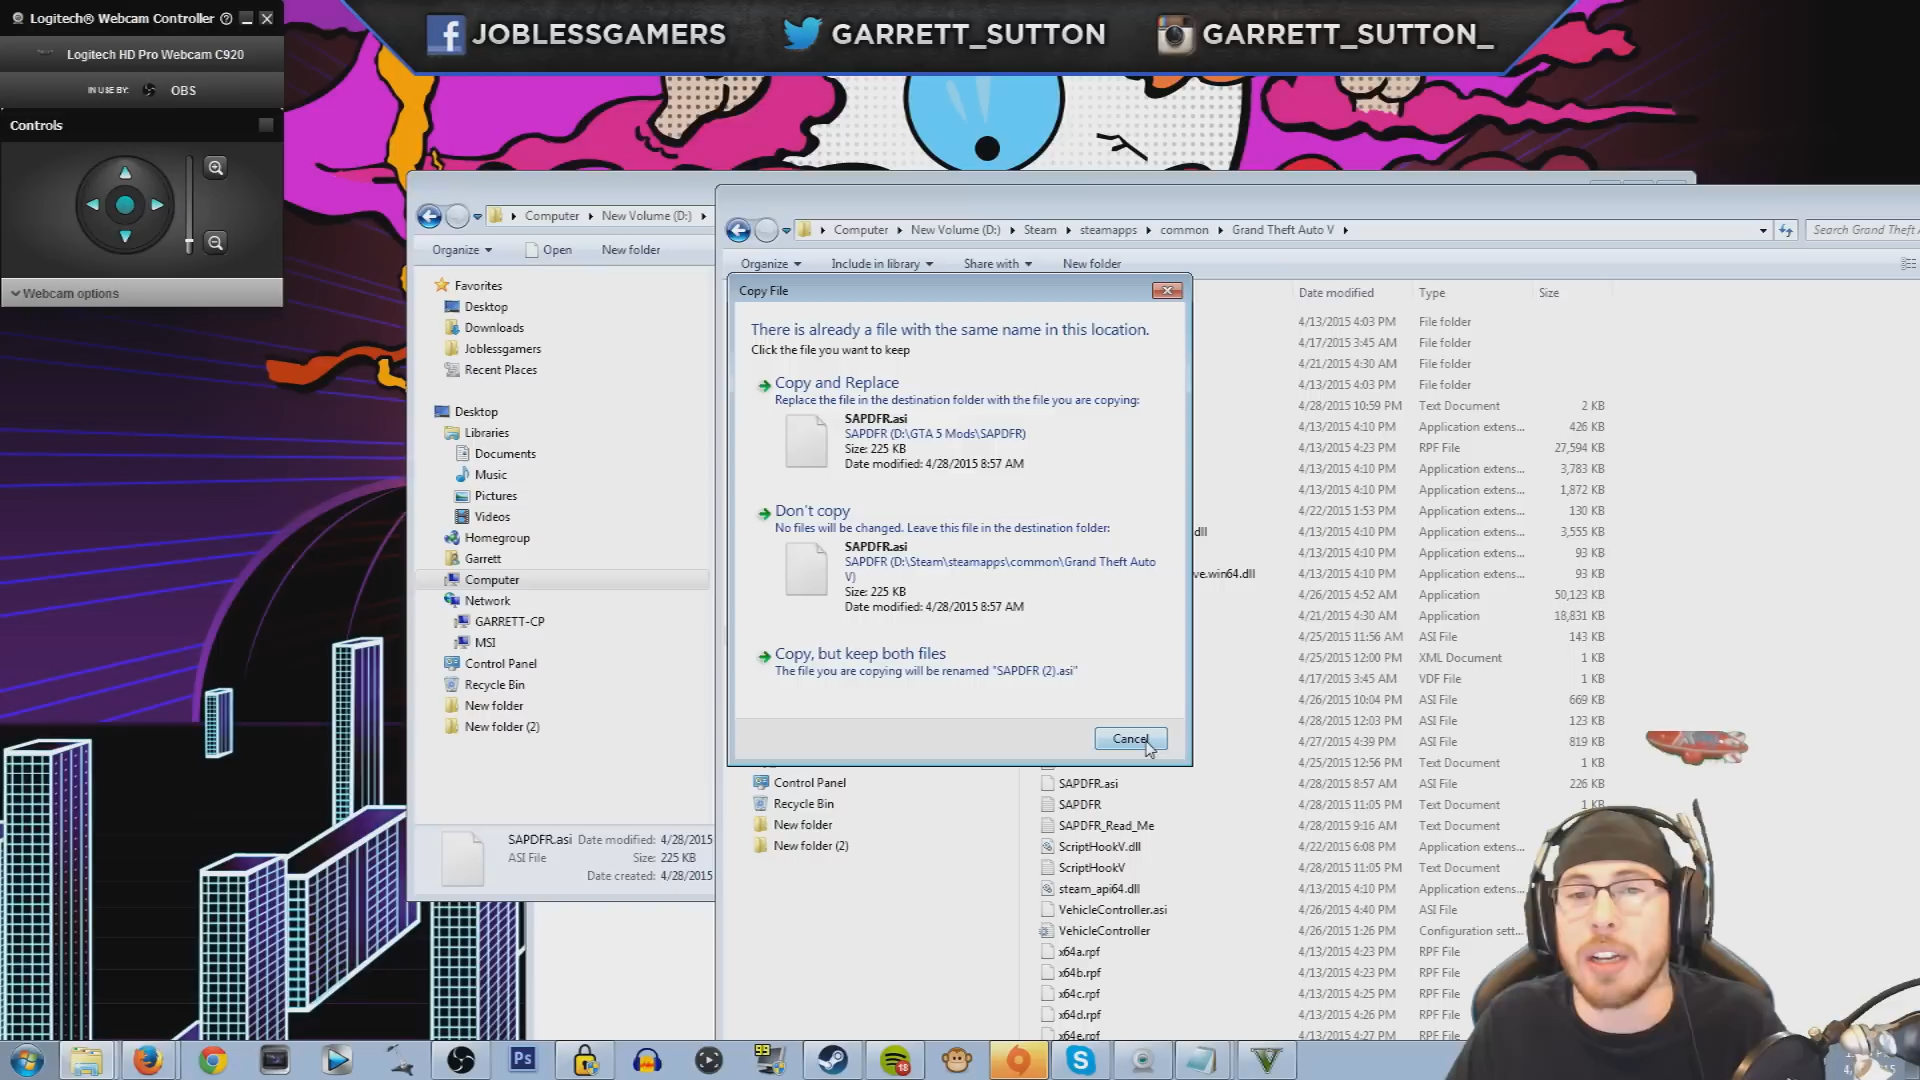 Logitech® Webcam Controller
Logitech HD Pro Webcam C920
IN USE BY: OBS
Controls
Webcam options
JOBLESSGAMERS
GARRETT_SUTTON
GARRETT_SUTTON_
Computer New Volume (D:)
Organize Open New folder
Favorites
Desktop
Downloads
Joblessgamers
Recent Places
Desktop
Libraries
Documents
Music
Pictures
Videos
Homegroup
Garrett
Computer
Network
GARRETT-CP
MSI
Control Panel
Recycle Bin
New folder
New folder (2)
SAPDFR.asi Date modified: 4/28/2015
ASI File Size: 225 KB
Date created: 4/28/2015
Computer New Volume (D:) Steam steamapps common Grand Theft Auto V
Search Grand Theft
Organize Include in library Share with New folder
Copy File
There is already a file with the same name in this location.
Click the file you want to keep
Copy and Replace
Replace the file in the destination folder with the file you are copying:
SAPDFR.asi
SAPDFR (D:\GTA 5 Mods\SAPDFR)
Size: 225 KB
Date modified: 4/28/2015 8:57 AM
Don't copy
No files will be changed. Leave this file in the destination folder:
SAPDFR.asi
SAPDFR (D:\Steam\steamapps\common\Grand Theft Auto
V)
Size: 225 KB
Date modified: 4/28/2015 8:57 AM
Copy, but keep both files
The file you are copying will be renamed "SAPDFR (2).asi"
Cancel
Control Panel
Recycle Bin
New folder
New folder (2)
Date modified Type Size
4/13/2015 4:03 PM File folder
4/17/2015 3:45 AM File folder
4/21/2015 4:30 AM File folder
4/13/2015 4:03 PM File folder
4/28/2015 10:59 PM Text Document 2 KB
4/13/2015 4:10 PM Application extens... 426 KB
4/13/2015 4:23 PM RPF File 27,594 KB
4/13/2015 4:10 PM Application extens... 3,783 KB
4/13/2015 4:10 PM Application extens... 1,872 KB
4/22/2015 1:53 PM Application extens... 130 KB
dll 4/13/2015 4:10 PM Application extens... 3,555 KB
4/13/2015 4:10 PM Application extens... 93 KB
ve.win64.dll 4/13/2015 4:10 PM Application extens... 93 KB
4/26/2015 4:52 AM Application 50,123 KB
4/21/2015 4:30 AM Application 18,831 KB
4/25/2015 11:56 AM ASI File 143 KB
4/25/2015 12:00 PM XML Document 1 KB
4/17/2015 3:45 AM VDF File 1 KB
4/26/2015 10:04 PM ASI File 669 KB
4/28/2015 12:03 PM ASI File 123 KB
4/27/2015 4:39 PM ASI File 819 KB
4/25/2015 12:56 PM Text Document 1 KB
SAPDFR.asi 4/28/2015 8:57 AM ASI File 226 KB
SAPDFR 4/28/2015 11:05 PM Text Document 1 KB
SAPDFR_Read_Me 4/28/2015 9:16 AM Text Document
ScriptHookV.dll 4/22/2015 6:08 PM Application extens...
ScriptHookV 4/28/2015 11:05 PM Text Document
steam_api64.dll 4/13/2015 4:10 PM Application extens...
VehicleController.asi 4/26/2015 4:40 PM ASI File
VehicleController 4/26/2015 1:26 PM Configuration sett...
x64a.rpf 4/13/2015 4:23 PM RPF File
x64b.rpf 4/13/2015 4:23 PM RPF File
x64c.rpf 4/13/2015 4:25 PM RPF File
x64d.rpf 4/13/2015 4:26 PM RPF File
x64e.rpf 4/13/2015 4:27 PM RPF File
Ps
99
18